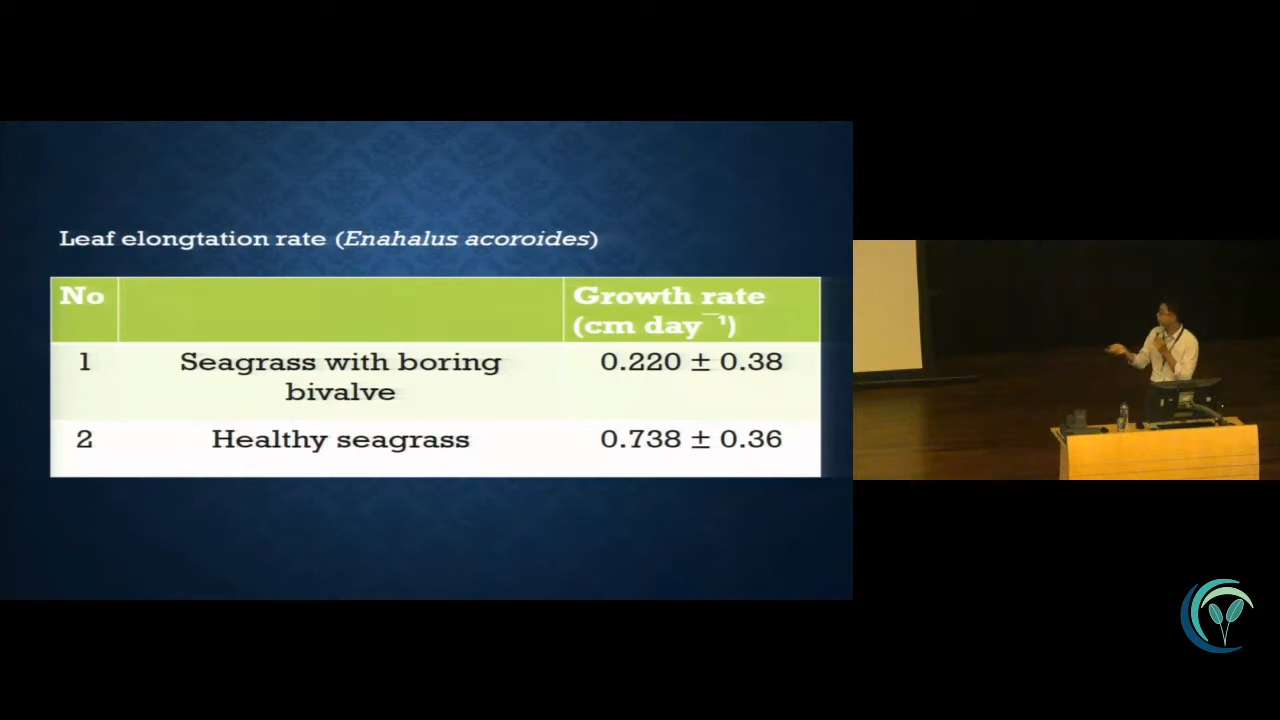 Leaf elongtation rate (Enahalus acoroides)
No
Growth rate
(cm day¯¹)
1
Seagrass with boring
bivalve
0.220 ± 0.38
2
Healthy seagrass
0.738 ± 0.36